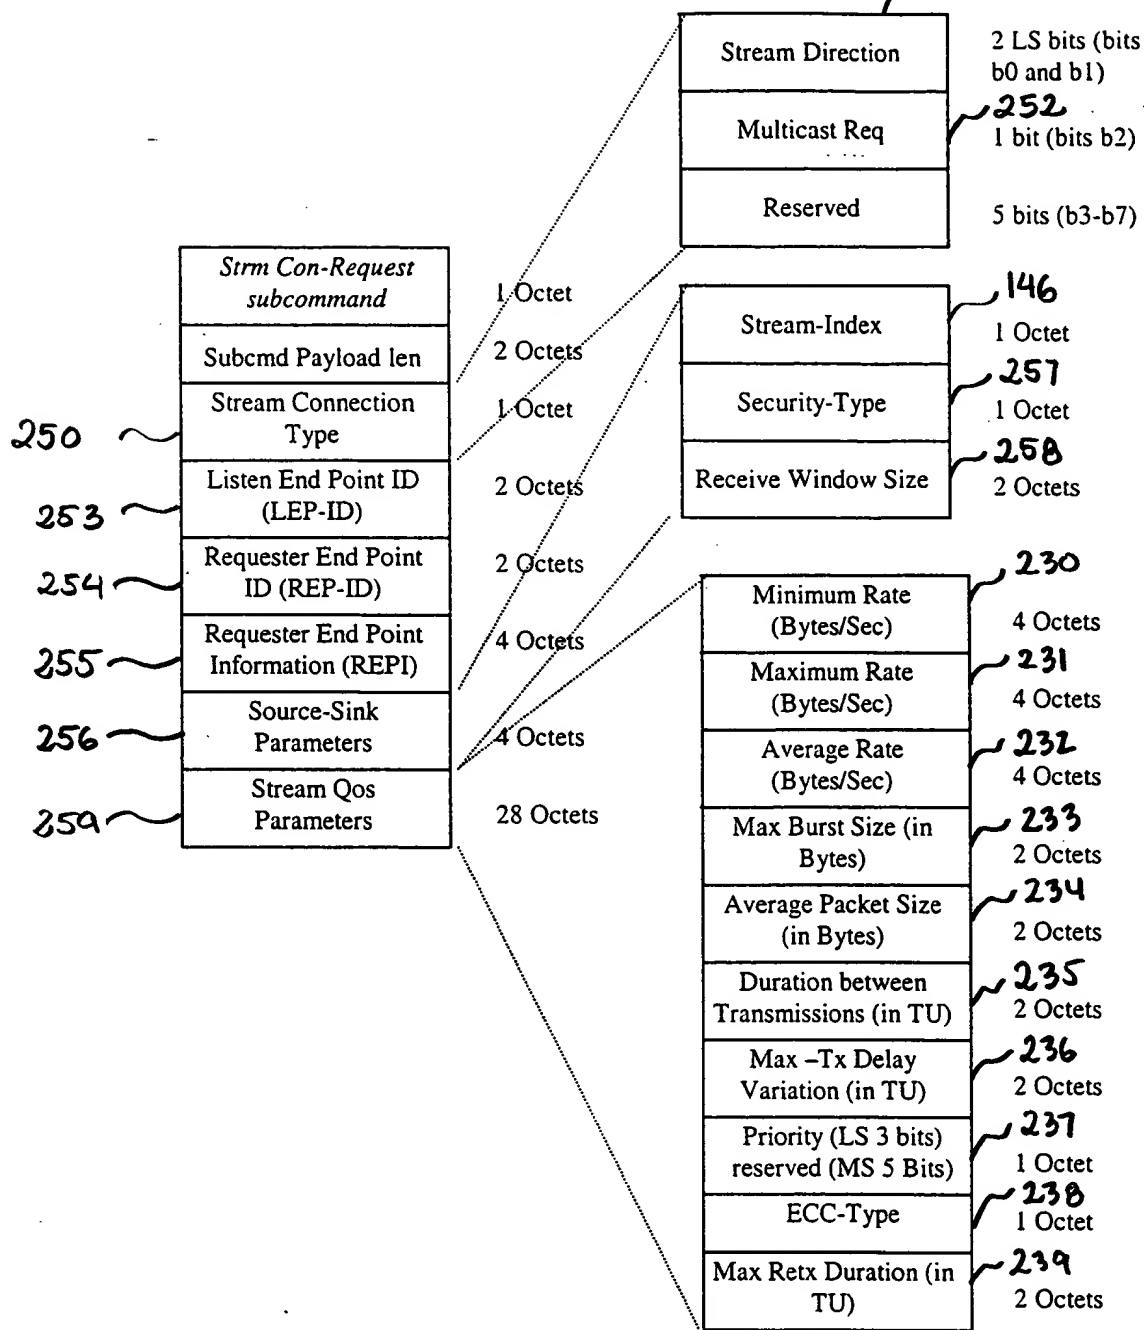 Stream Direction
2 LS bits (bits
b0 and b1)
Multicast Req
252
1 bit (bits b2)
Reserved
5 bits (b3-b7)
Strm Con-Request
subcommand
1 Octet
Subcmd Payload len
2 Octets
250
Stream Connection
Type
1 Octet
253
Listen End Point ID
(LEP-ID)
2 Octets
254
Requester End Point
ID (REP-ID)
2 Octets
255
Requester End Point
Information (REPI)
4 Octets
256
Source-Sink
Parameters
4 Octets
259
Stream Qos
Parameters
28 Octets
Stream-Index
146
1 Octet
Security-Type
257
1 Octet
Receive Window Size
258
2 Octets
Minimum Rate
(Bytes/Sec)
230
4 Octets
Maximum Rate
(Bytes/Sec)
231
4 Octets
Average Rate
(Bytes/Sec)
232
4 Octets
Max Burst Size (in
Bytes)
233
2 Octets
Average Packet Size
(in Bytes)
234
2 Octets
Duration between
Transmissions (in TU)
235
2 Octets
Max –Tx Delay
Variation (in TU)
236
2 Octets
Priority (LS 3 bits)
reserved (MS 5 Bits)
237
1 Octet
ECC-Type
238
1 Octet
Max Retx Duration (in
TU)
239
2 Octets